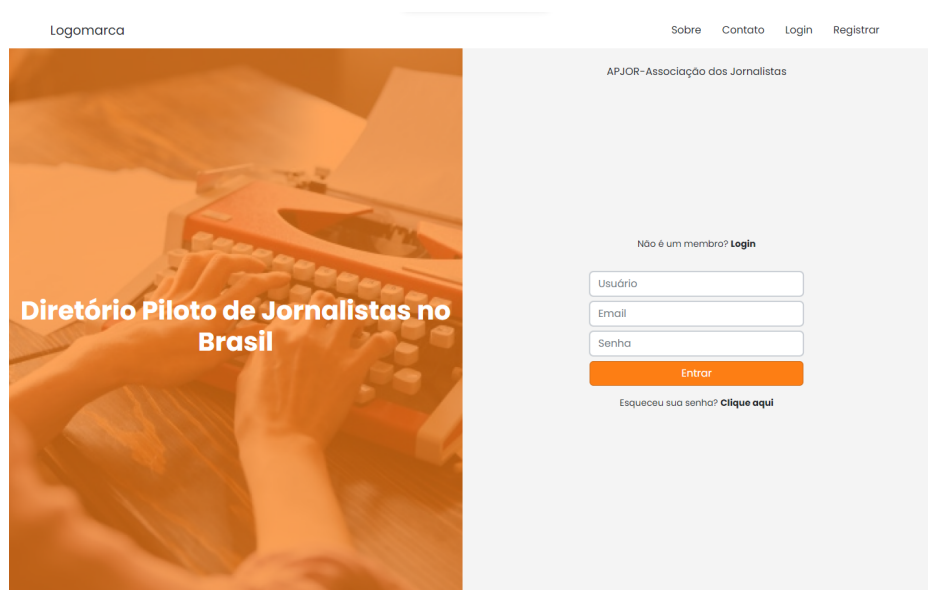 Logomarca
Sobre
Contato
Login
Registrar
Diretório Piloto de Jornalistas no
Brasil
APJOR-Associação dos Jornalistas
Não é um membro? Login
Usuário
Email
Senha
Entrar
Esqueceu sua senha? Clique aqui